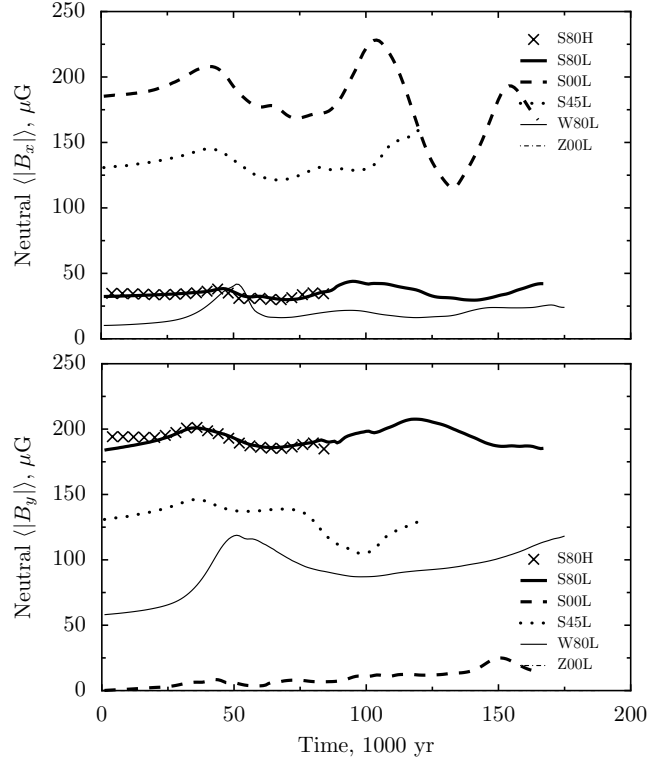 250
200
150
100
50
0
Neutral ⟨|Bₓ|⟩, μG
S80H
S80L
S00L
S45L
W80L
Z00L
250
200
150
100
50
0
Neutral ⟨|B_y|⟩, μG
S80H
S80L
S00L
S45L
W80L
Z00L
0 50 100 150 200
Time, 1000 yr